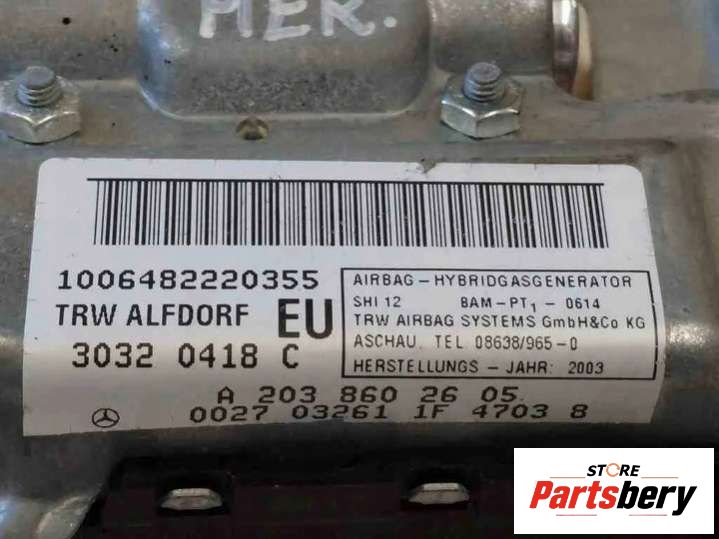 MER.
1006482220355
TRW ALFDORF EU
3032 0418 C
AIRBAG - HYBRIDGASGENERATOR
SHI 12 BAM-PT1 - 0614
TRW AIRBAG SYSTEMS GmbH&Co KG
ASCHAU. TEL 08638/965-0
HERSTELLUNGS - JAHR: 2003
A 203 860 26 05
0027 03261 1F 4703 8
STORE
Partsbery